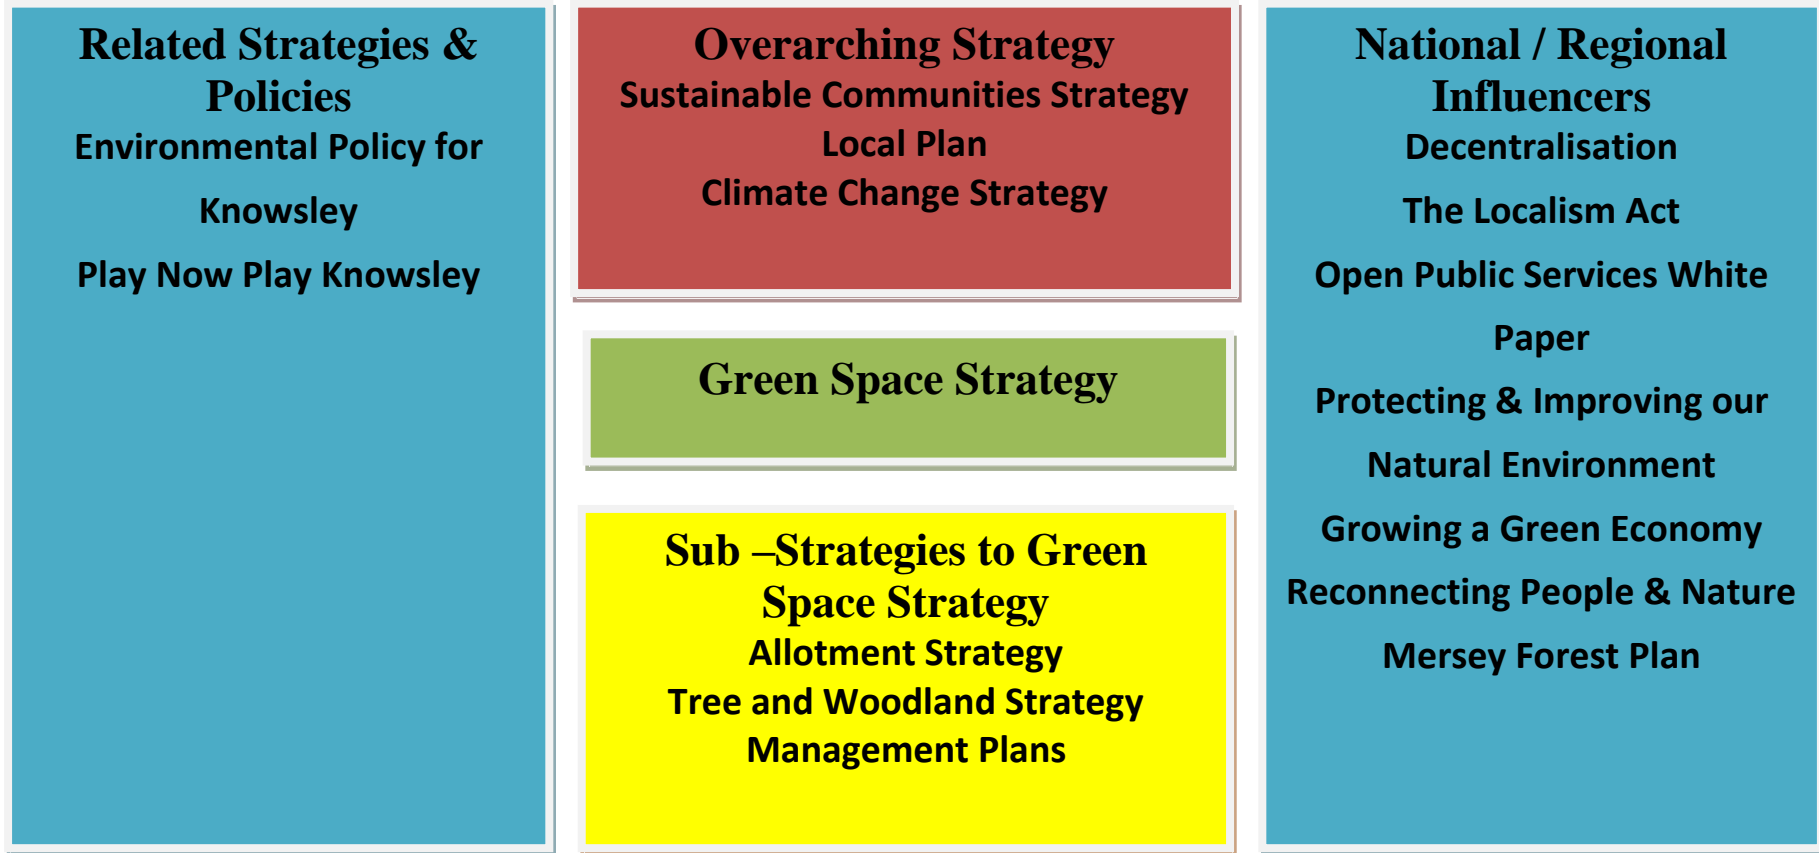 Related Strategies &
Policies
Environmental Policy for
Knowsley
Play Now Play Knowsley
Overarching Strategy
Sustainable Communities Strategy
Local Plan
Climate Change Strategy
Green Space Strategy
Sub –Strategies to Green
Space Strategy
Allotment Strategy
Tree and Woodland Strategy
Management Plans
National / Regional
Influencers
Decentralisation
The Localism Act
Open Public Services White
Paper
Protecting & Improving our
Natural Environment
Growing a Green Economy
Reconnecting People & Nature
Mersey Forest Plan